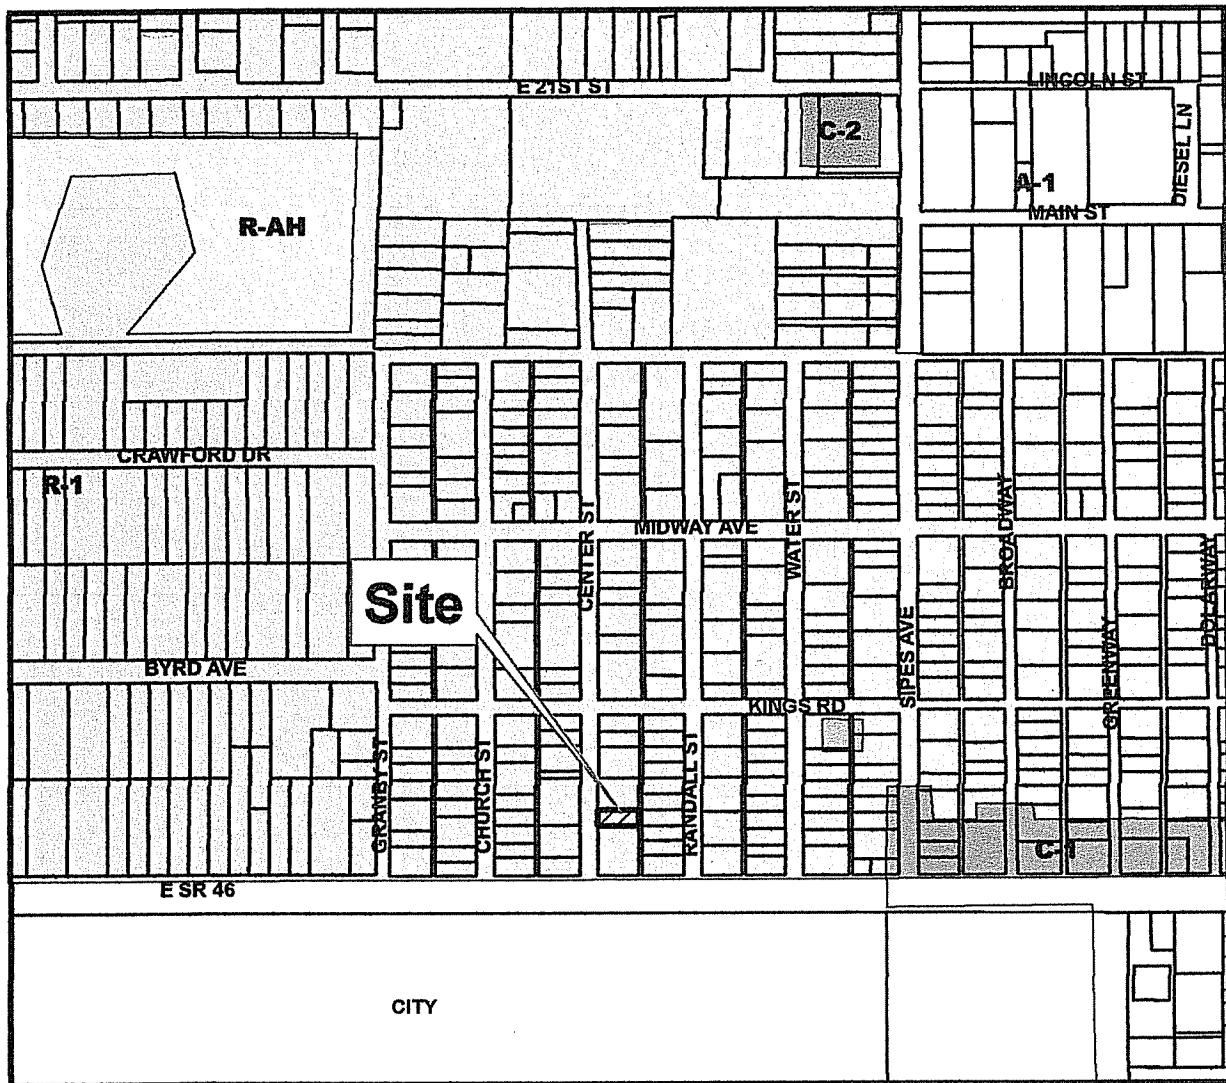 E 21ST ST
LINCOLN ST
C-2
DIESEL LN
A-1
MAIN ST
R-AH
CRAWFORD DR
R-1
MIDWAY AVE
CENTER ST
WATER ST
BROADWAY
DOLARWAY
Site
SIPES AVE
GREENWAY
BYRD AVE
KINGS RD
GRANBY ST
CHURCH ST
RANDALL ST
C-1
E SR 46
CITY